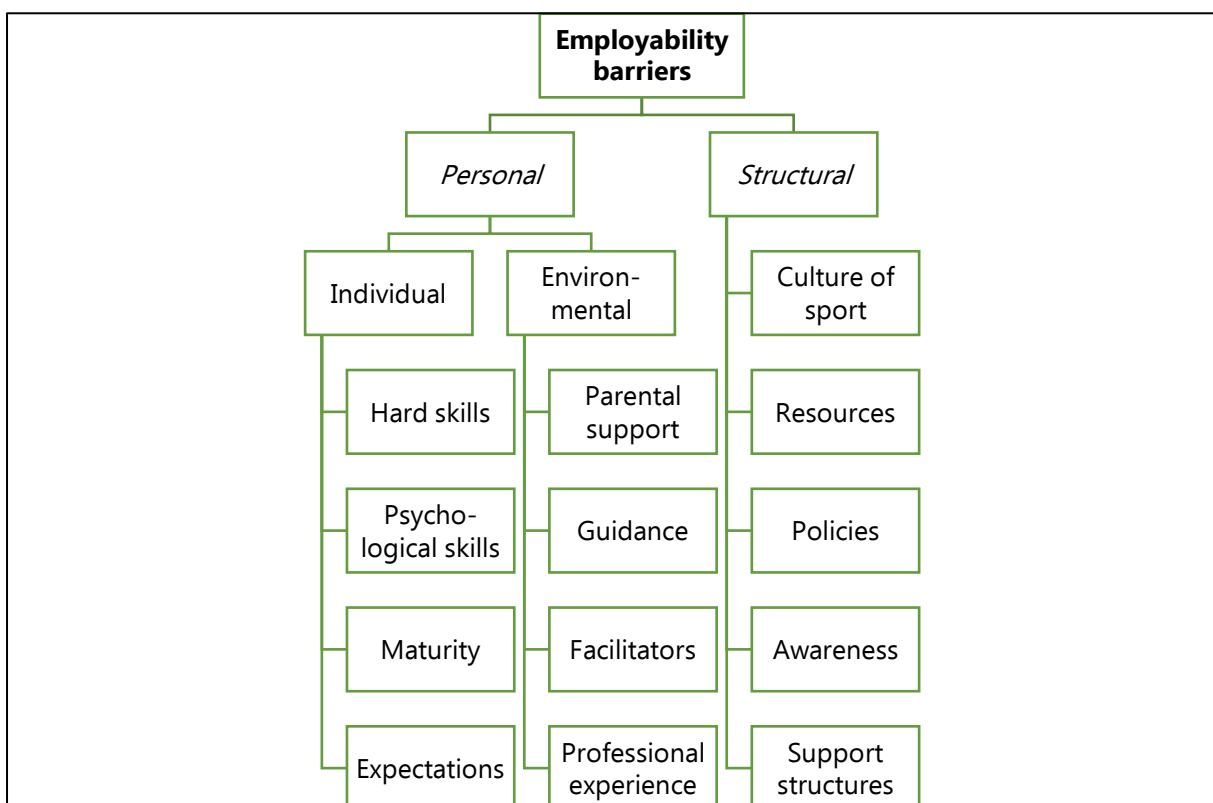 Employability
barriers
Personal
Structural
Individual
Environ-
mental
Culture of
sport
Hard skills
Parental
support
Resources
Psycho-
logical skills
Guidance
Policies
Maturity
Facilitators
Awareness
Expectations
Professional
experience
Support
structures